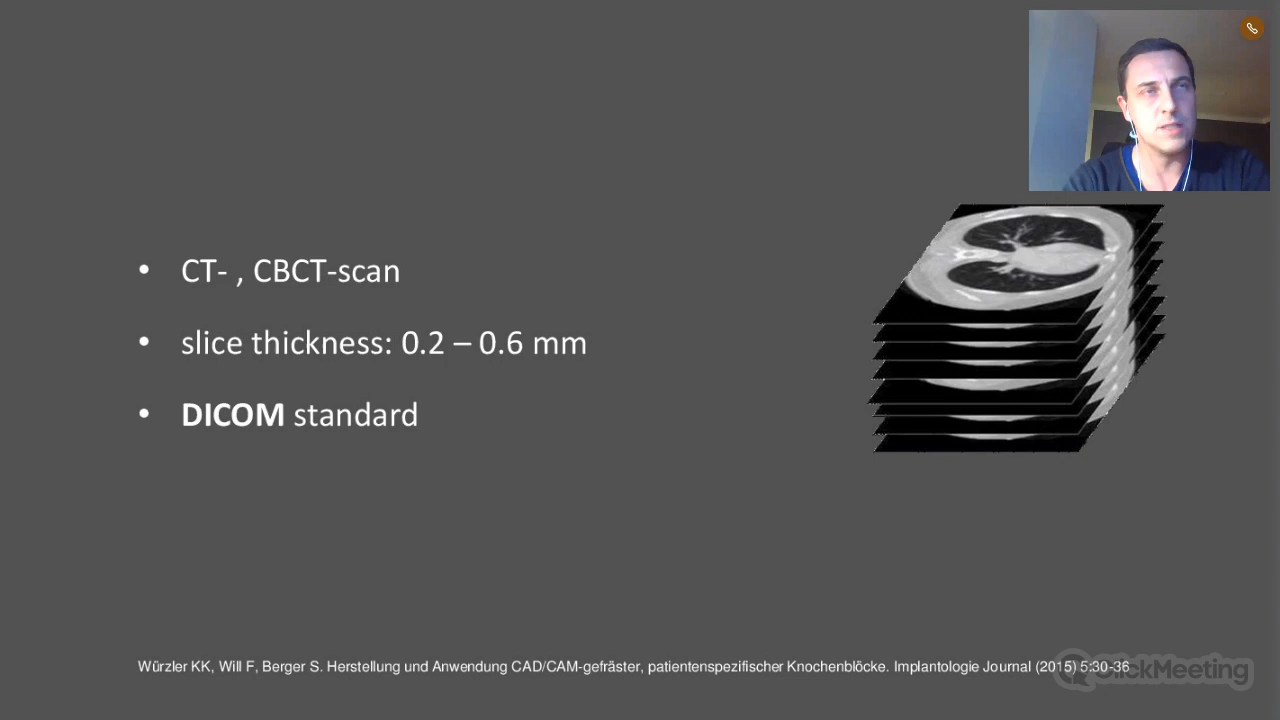 • CT- , CBCT-scan
• slice thickness: 0.2 – 0.6 mm
• DICOM standard
Würzler KK, Will F, Berger S. Herstellung und Anwendung CAD/CAM-gefräster, patientenspezifischer Knochenblöcke. Implantologie Journal (2015) 5:30-36
ClickMeeting